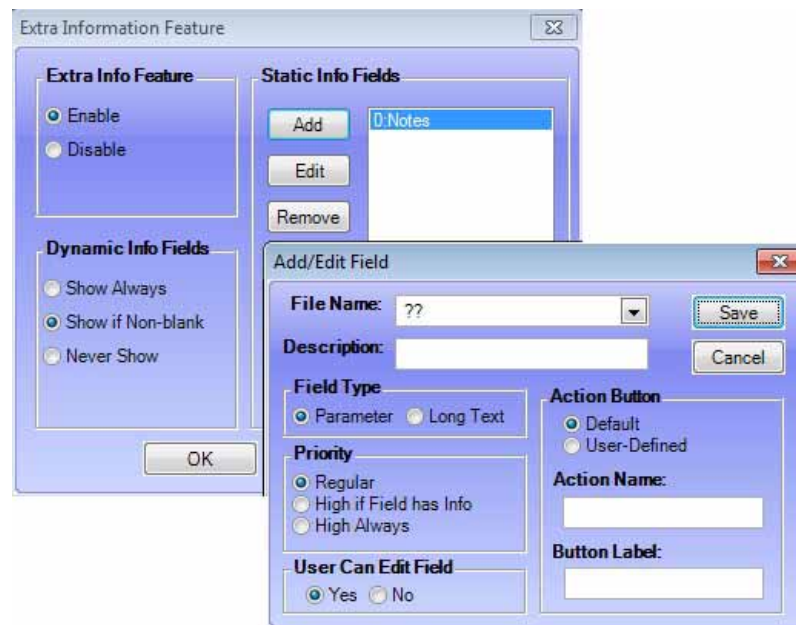 Extra Information Feature
Extra Info Feature
Enable
Disable
Static Info Fields
Add
Edit
Remove
0:Notes
Dynamic Info Fields
Show Always
Show if Non-blank
Never Show
OK
Add/Edit Field
File Name:
??
Save
Description:
Cancel
Field Type
Parameter Long Text
Priority
Regular
High if Field has Info
High Always
User Can Edit Field
Yes No
Action Button
Default
User-Defined
Action Name:
Button Label: